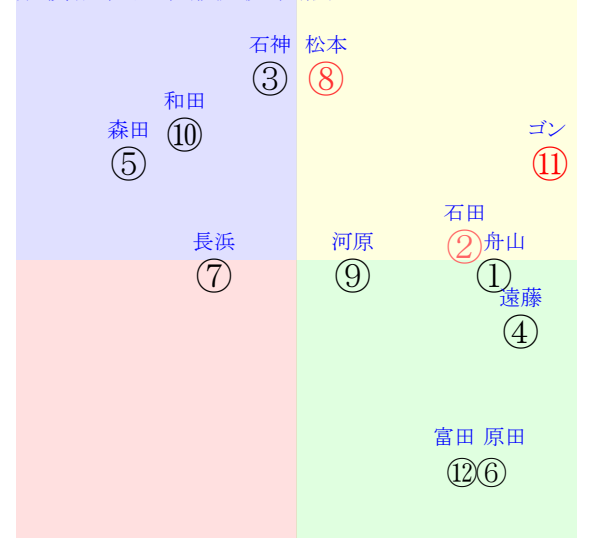 石神 松本
③ ⑧
和田
⑩
森田 ゴン
⑤ ⑪
石田
②
長浜 河原 舟山
⑦ ⑨ ①
遠藤
④
富田 原田
⑫⑥